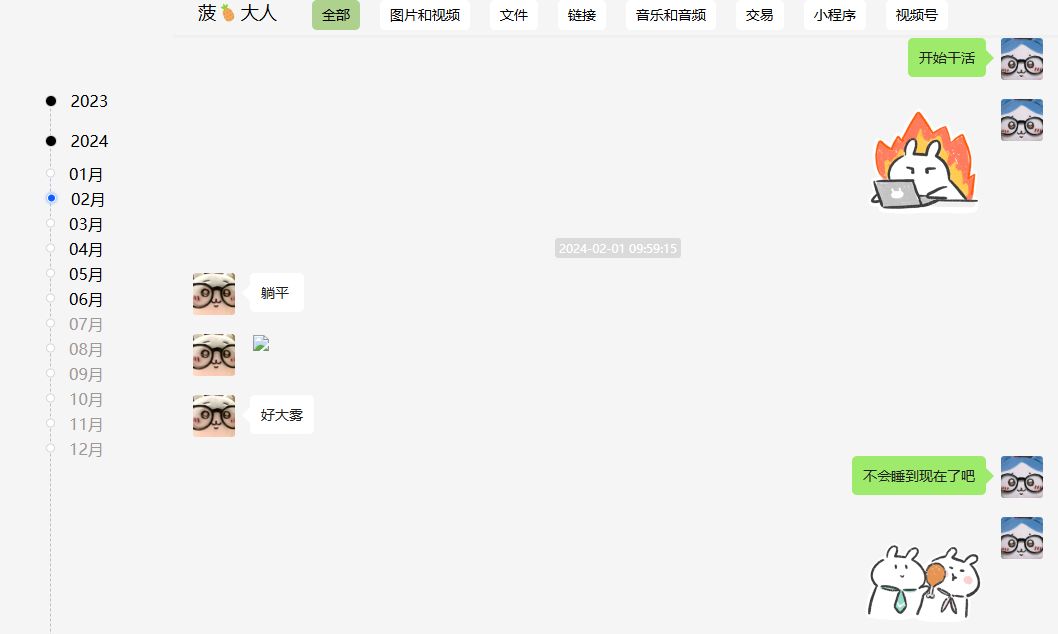 菠🍍大人
全部 图片和视频 文件 链接 音乐和音频 交易 小程序 视频号
开始干活
2023
2024
01月
02月
03月
04月
05月
06月
07月
08月
09月
10月
11月
12月
2024-02-01 09:59:15
躺平
好大雾
不会睡到现在了吧